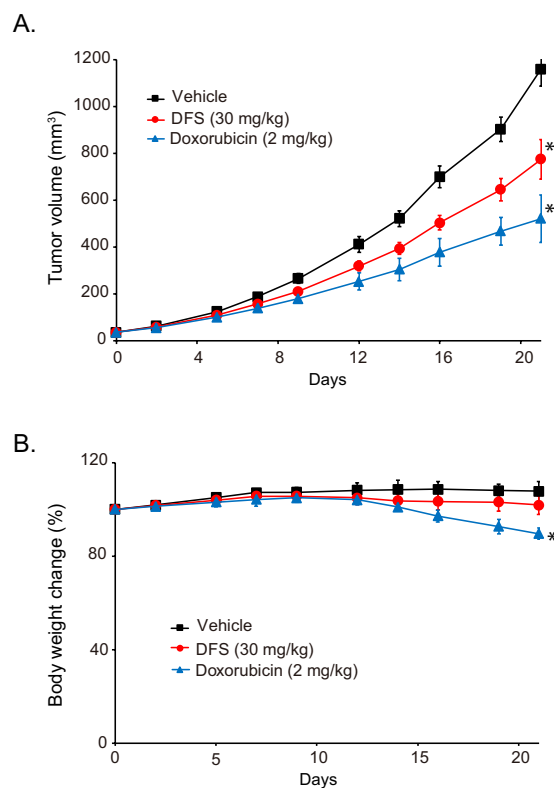 A.
1200
1000
800
600
400
200
0
Tumor volume (mm³)
Vehicle
DFS (30 mg/kg)
Doxorubicin (2 mg/kg)
*
*
0 4 8 12 16 20
Days
B.
120
80
40
0
Body weight change (%)
Vehicle
DFS (30 mg/kg)
Doxorubicin (2 mg/kg)
*
0 5 10 15 20
Days